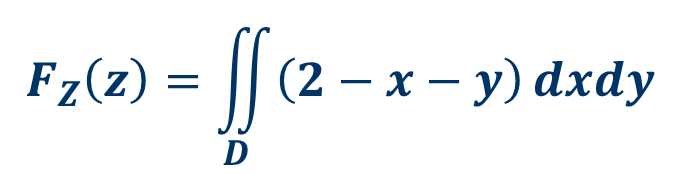 F_Z(z) = ∬_D (2 − x − y) dxdy